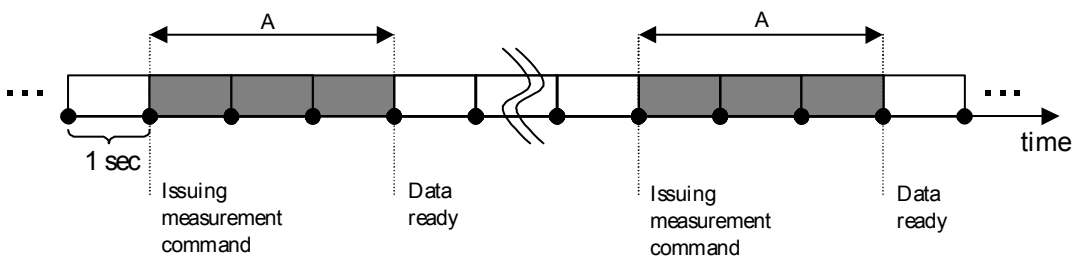 A
A
...
...
1 sec
time
Issuing
measurement
command
Data
ready
Issuing
measurement
command
Data
ready